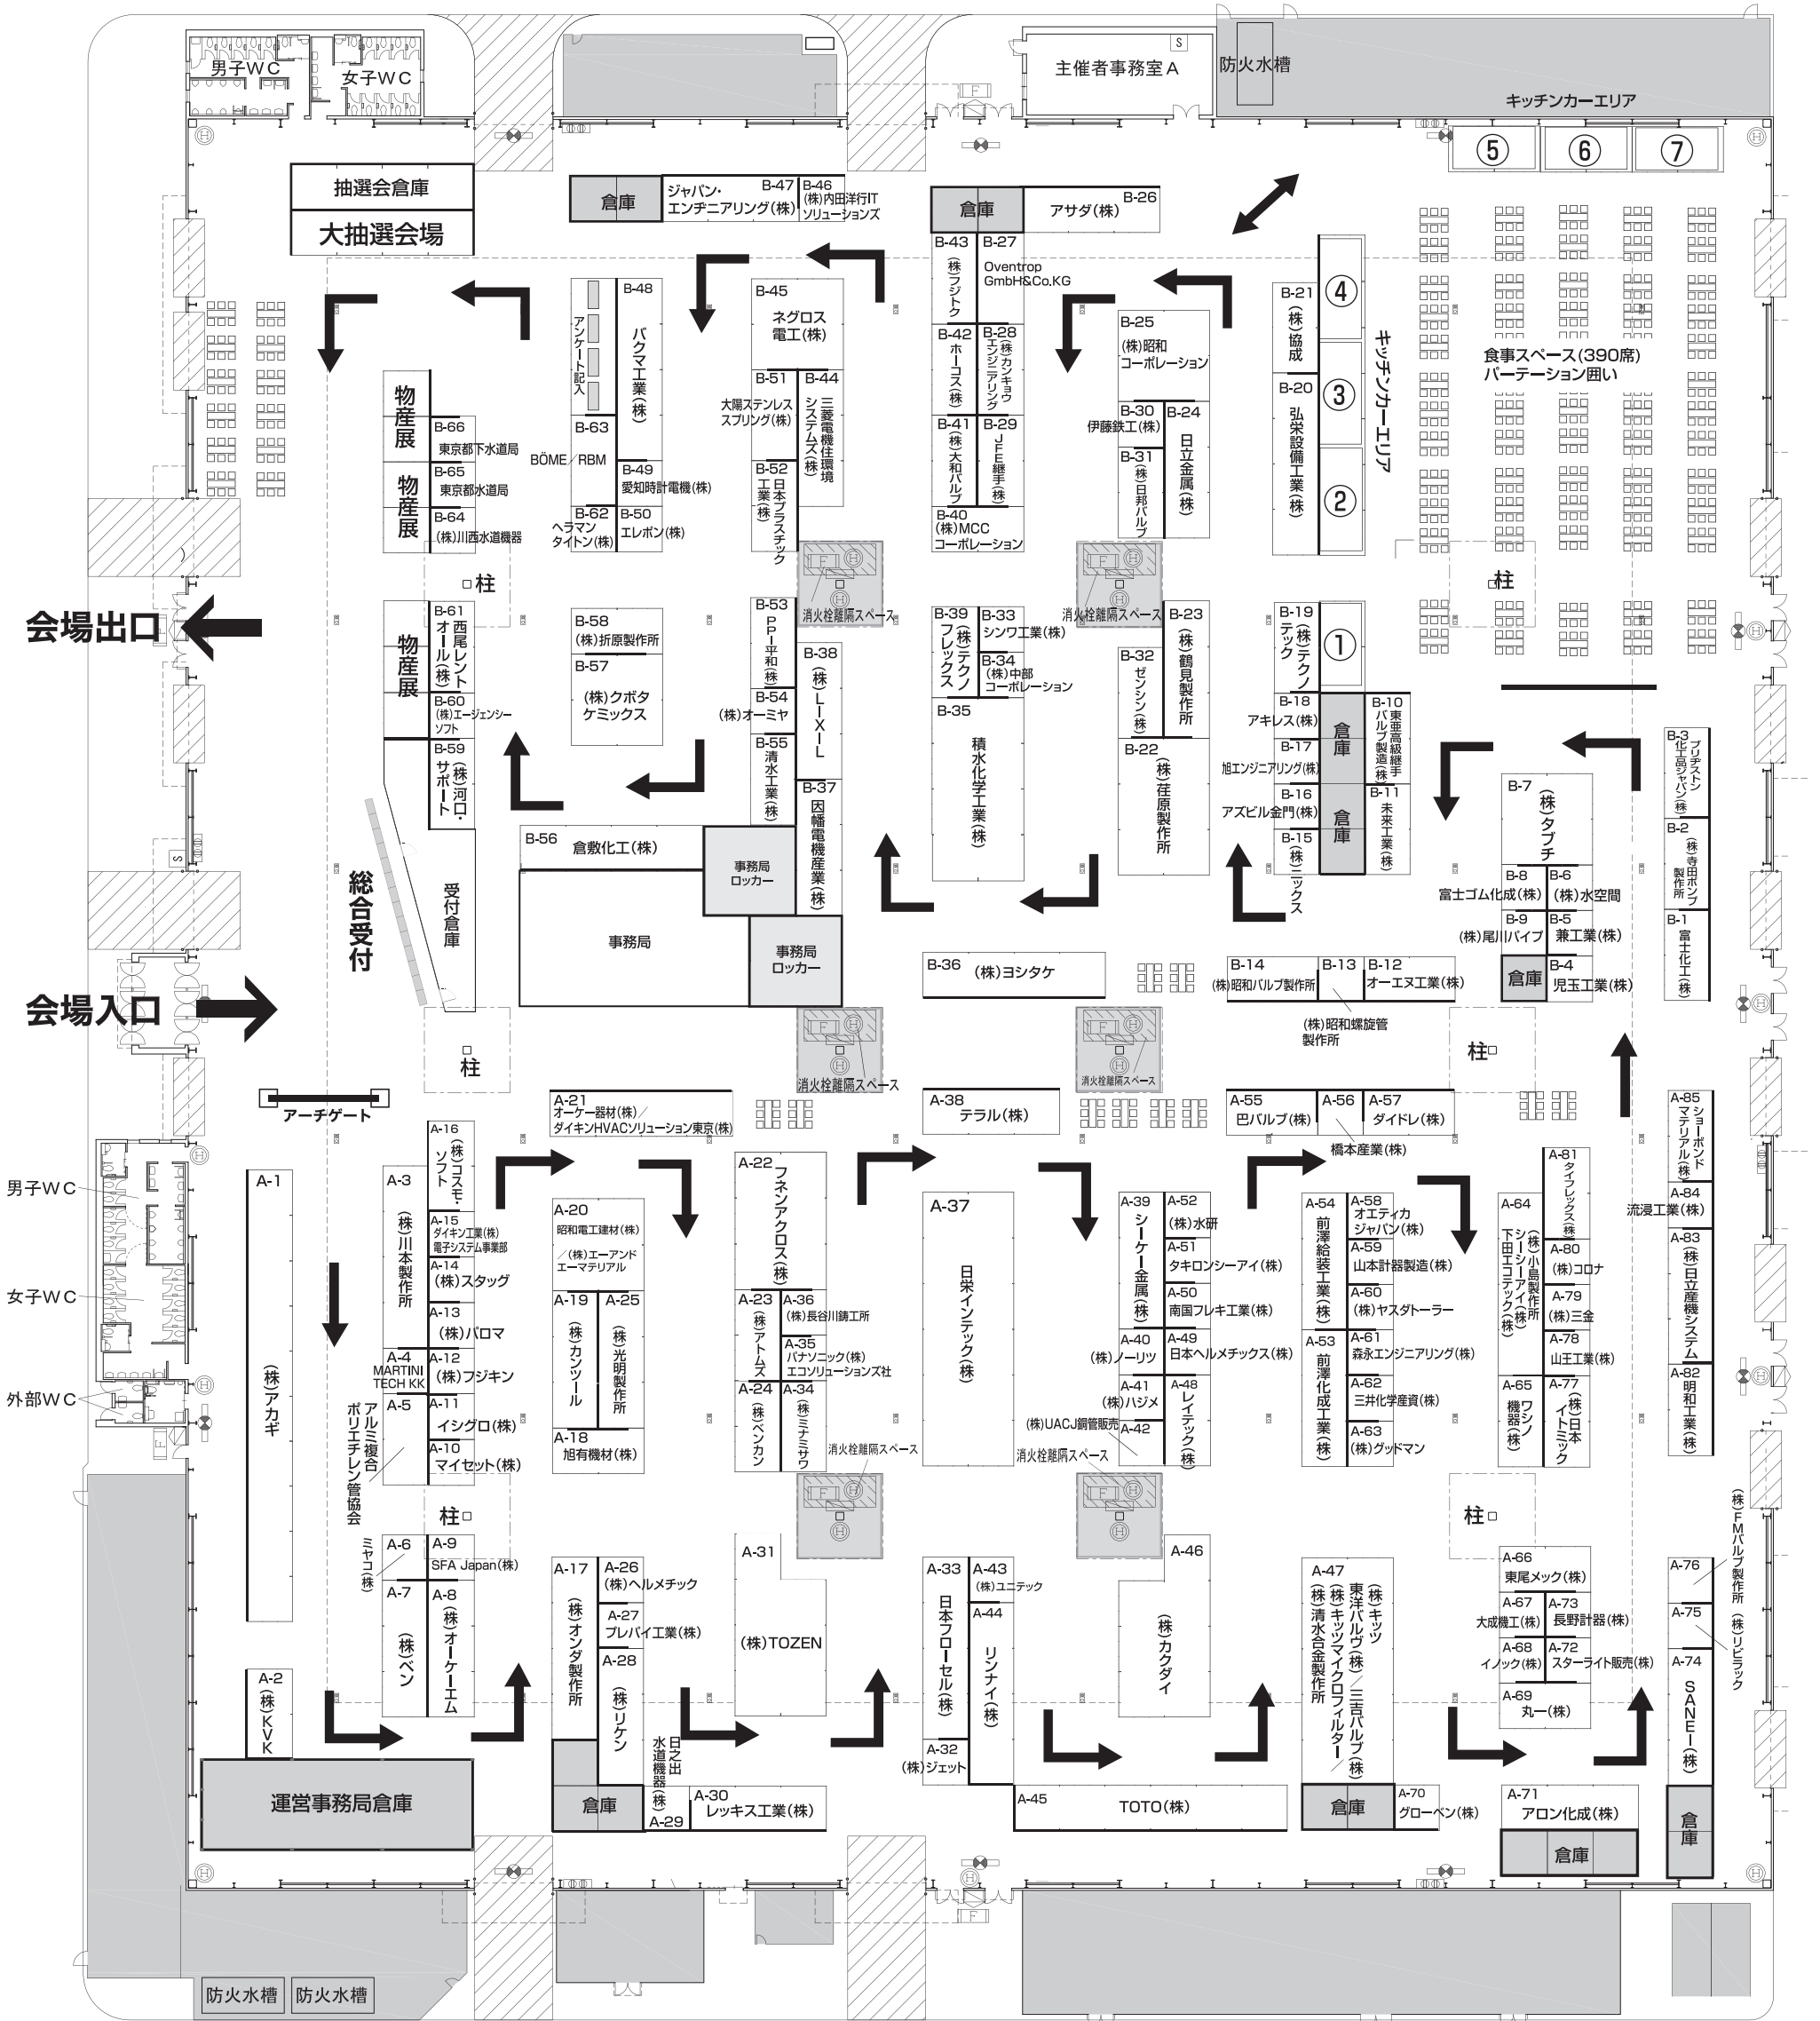 男子WC
女子WC
主催者事務室A
S
防火水槽
キッチンカーエリア
⑤
⑥
⑦
抽選会倉庫
大抽選会場
倉庫
ジャパン・
エンヂニアリング(株)
B-47
B-46
(株)内田洋行IT
ソリューションズ
倉庫
B-26
アサダ(株)
B-43
(株)フジトク
B-27
Oventrop
GmbH&Co.KG
B-42
ホーコス(株)
B-28
(株)カンキョウ
エンジニアリング
B-41
(株)大和バルブ
B-29
JFE継手(株)
B-40
(株)MCC
コーポレーション
B-48
バクマ工業(株)
アンケート記入
B-63
BÖME/RBM
B-49
愛知時計電機(株)
B-62
ヘラマン
タイトン(株)
B-50
エレポン(株)
B-45
ネグロス
電工(株)
B-51
大陽ステンレス
スプリング(株)
B-44
三菱電機住環境
システムズ(株)
B-52
日本プラスチック
工業(株)
B-25
(株)昭和
コーポレーション
B-30
伊藤鉄工(株)
B-24
日立金属(株)
B-31
(株)日邦バルブ
B-21
(株)協成
B-20
弘栄設備工業(株)
④
③
②
キッチンカーエリア
食事スペース(390席)
パーテーション囲い
物産展
物産展
B-66
東京都下水道局
B-65
東京都水道局
B-64
(株)川西水道機器
柱
柱
消火栓離隔スペース
消火栓離隔スペース
会場出口
物産展
B-61
西尾レント
オール(株)
B-60
(株)エージェンシー
ソフト
B-59
(株)河口・
サポート
B-58
(株)折原製作所
B-57
(株)クボタ
ケミックス
B-53
PPI平和(株)
B-38
(株)LIXIL
B-54
(株)オーミヤ
B-55
清水工業(株)
B-37
因幡電機産業(株)
B-39
(株)テクノ
フレックス
B-33
シンワ工業(株)
B-34
(株)中部
コーポレーション
B-35
積水化学工業(株)
B-23
(株)鶴見製作所
B-32
ゼンシン(株)
B-22
(株)荏原製作所
B-19
(株)テクノ
テック
①
B-18
アキレス(株)
B-17
旭エンジニアリング(株)
B-16
アズビル金門(株)
B-15
(株)ニックス
倉庫
倉庫
B-10
東亜高級継手
バルブ製造(株)
B-11
未来工業(株)
B-3
ブリヂストン
化工品ジャパン(株)
B-2
(株)寺田ポンプ
製作所
B-1
富士化工(株)
B-7
(株)タブチ
B-8
富士ゴム化成(株)
B-6
(株)水空間
B-9
(株)尾川パイプ
B-5
兼工業(株)
倉庫
B-4
児玉工業(株)
B-56
倉敷化工(株)
事務局
ロッカー
事務局
事務局
ロッカー
S
総合受付
受付倉庫
会場入口
B-36
(株)ヨシタケ
B-14
(株)昭和バルブ製作所
B-13
B-12
オーエヌ工業(株)
(株)昭和螺旋管
製作所
柱
柱
消火栓離隔スペース
消火栓離隔スペース
アーチゲート
A-21
オーケー器材(株)/
ダイキンHVACソリューション東京(株)
A-38
テラル(株)
A-55
巴バルブ(株)
A-56
A-57
ダイドレ(株)
橋本産業(株)
A-85
ショーボンド
マテリアル(株)
A-84
流浸工業(株)
A-83
(株)日立産機システム
A-82
明和工業(株)
男子WC
女子WC
外部WC
A-1
(株)アカギ
A-3
(株)川本製作所
A-16
(株)コスモ・
ソフト
A-15
ダイキン工業(株)
電子システム事業部
A-14
(株)スタッグ
A-13
(株)パロマ
A-4
MARTINI
TECH KK
A-12
(株)フジキン
A-5
A-11
イシグロ(株)
A-10
マイセット(株)
アルミ複合
ポリエチレン管協会
A-20
昭和電工建材(株)
/(株)エーアンド
エーマテリアル
A-19
(株)カンツール
A-25
(株)光明製作所
A-18
旭有機材(株)
A-22
フネンアクロス(株)
A-23
(株)アトムズ
A-36
(株)長谷川鋳工所
A-35
パナソニック(株)
エコソリューションズ社
A-24
(株)ベンカン
A-34
(株)ミナミサワ
消火栓離隔スペース
A-37
日栄インテック(株)
A-39
シーケー金属(株)
A-52
(株)水研
A-51
タキロンシーアイ(株)
A-50
南国フレキ工業(株)
A-40
(株)ノーリツ
A-49
日本ヘルメチックス(株)
A-41
(株)ハジメ
A-48
レイテック(株)
(株)UACJ銅管販売
A-42
消火栓離隔スペース
A-54
前澤給装工業(株)
A-58
オエティカ
ジャパン(株)
A-59
山本計器製造(株)
A-60
(株)ヤスダトーラー
A-53
前澤化成工業(株)
A-61
森永エンジニアリング(株)
A-62
三井化学産資(株)
A-63
(株)グッドマン
A-64
(株)小島製作所
シーシーアイ(株)
下田エコテック(株)
A-81
タイフレックス(株)
A-80
(株)コロナ
A-79
(株)三金
A-78
山王工業(株)
A-65
ワシノ
機器(株)
A-77
(株)日本
イトミック
柱
柱
A-6
ミヤコ(株)
A-9
SFA Japan(株)
A-7
(株)ベン
A-8
(株)オーケーエム
A-2
(株)KVK
運営事務局倉庫
A-17
(株)オンダ製作所
A-26
(株)ヘルメチック
A-27
プレパイ工業(株)
A-28
(株)リケン
倉庫
日之出
水道機器(株)
A-29
A-30
レッキス工業(株)
A-31
(株)TOZEN
A-33
日本フローセル(株)
A-43
(株)ユニテック
A-44
リンナイ(株)
A-32
(株)ジェット
A-45
TOTO(株)
A-46
(株)カクダイ
A-47
(株)キッツ
東洋バルヴ(株)/三吉バルブ(株)
(株)キッツマイクロフィルター/
(株)清水合金製作所
倉庫
A-70
グローベン(株)
A-66
東尾メック(株)
A-67
大成機工(株)
A-73
長野計器(株)
A-68
イノック(株)
A-72
スターライト販売(株)
A-69
丸一(株)
A-71
アロン化成(株)
倉庫
A-76
(株)FMバルブ製作所
A-75
(株)リビラック
A-74
SANEI(株)
倉庫
防火水槽
防火水槽